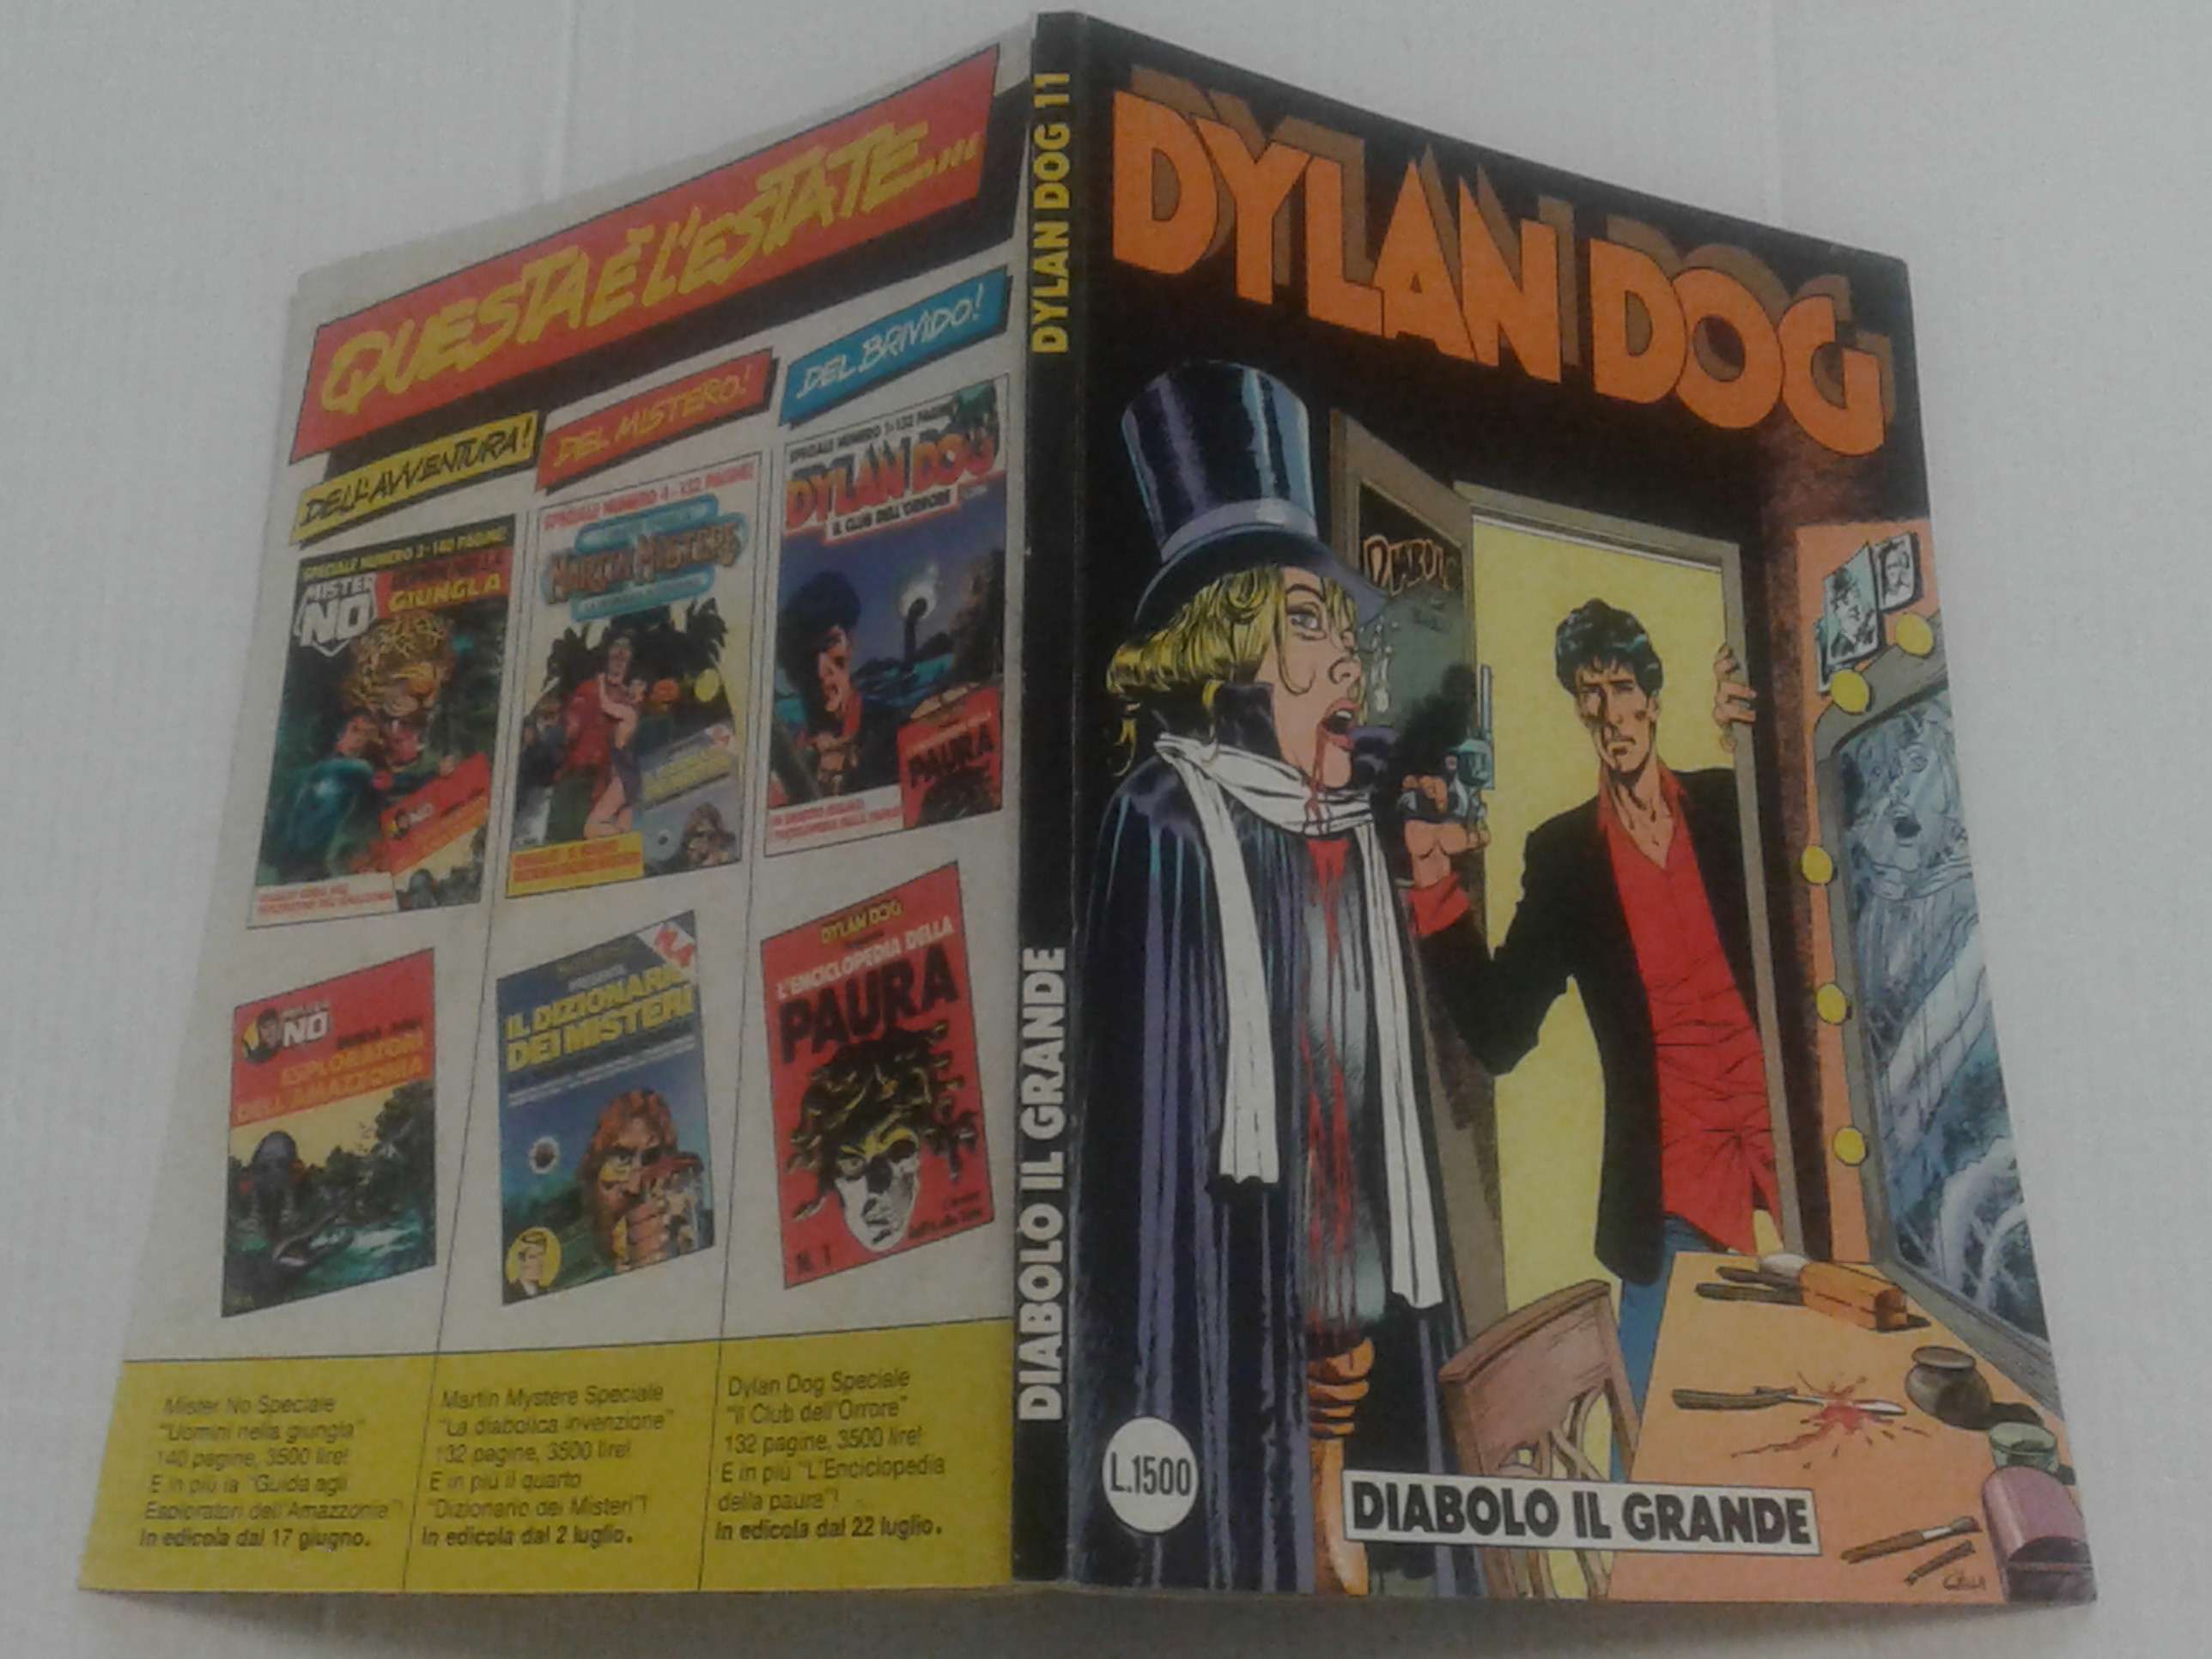 QUESTA È L'ESTATE...
DELL'AVVENTURA!
DEL MISTERO!
DEL BRIVIDO!
SPECIALE NUMERO 3 - 140 PAGINE!
MISTER
NO
GIUNGLA
SPECIALE NUMERO 4 - 132 PAGINE!
MARTIN MYSTERE
SPECIALE NUMERO 1 - 132 PAGINE!
DYLAN DOG
IL CLUB DELL'ORRORE
PAURA
NO
ESPLORATORI
DELL'AMAZZONIA
IL DIZIONARIO
DEI MISTERI
DYLAN DOG
L'ENCICLOPEDIA DELLA
PAURA
N. 1
Mister No Speciale
"Uomini nella giungla"
140 pagine, 3500 lire!
E in più la "Guida agli
Esploratori dell'Amazzonia"!
In edicola dal 17 giugno.
Martin Mystere Speciale
"La diabolica invenzione"
132 pagine, 3500 lire!
E in più il quarto
"Dizionario dei Misteri"!
In edicola dal 2 luglio.
Dylan Dog Speciale
"Il Club dell'Orrore"
132 pagine, 3500 lire!
E in più "L'Enciclopedia
della paura"!
In edicola dal 22 luglio.
DYLAN DOG 11
DIABOLO IL GRANDE
DYLAN DOG
DIABOLO
L.1500
DIABOLO IL GRANDE